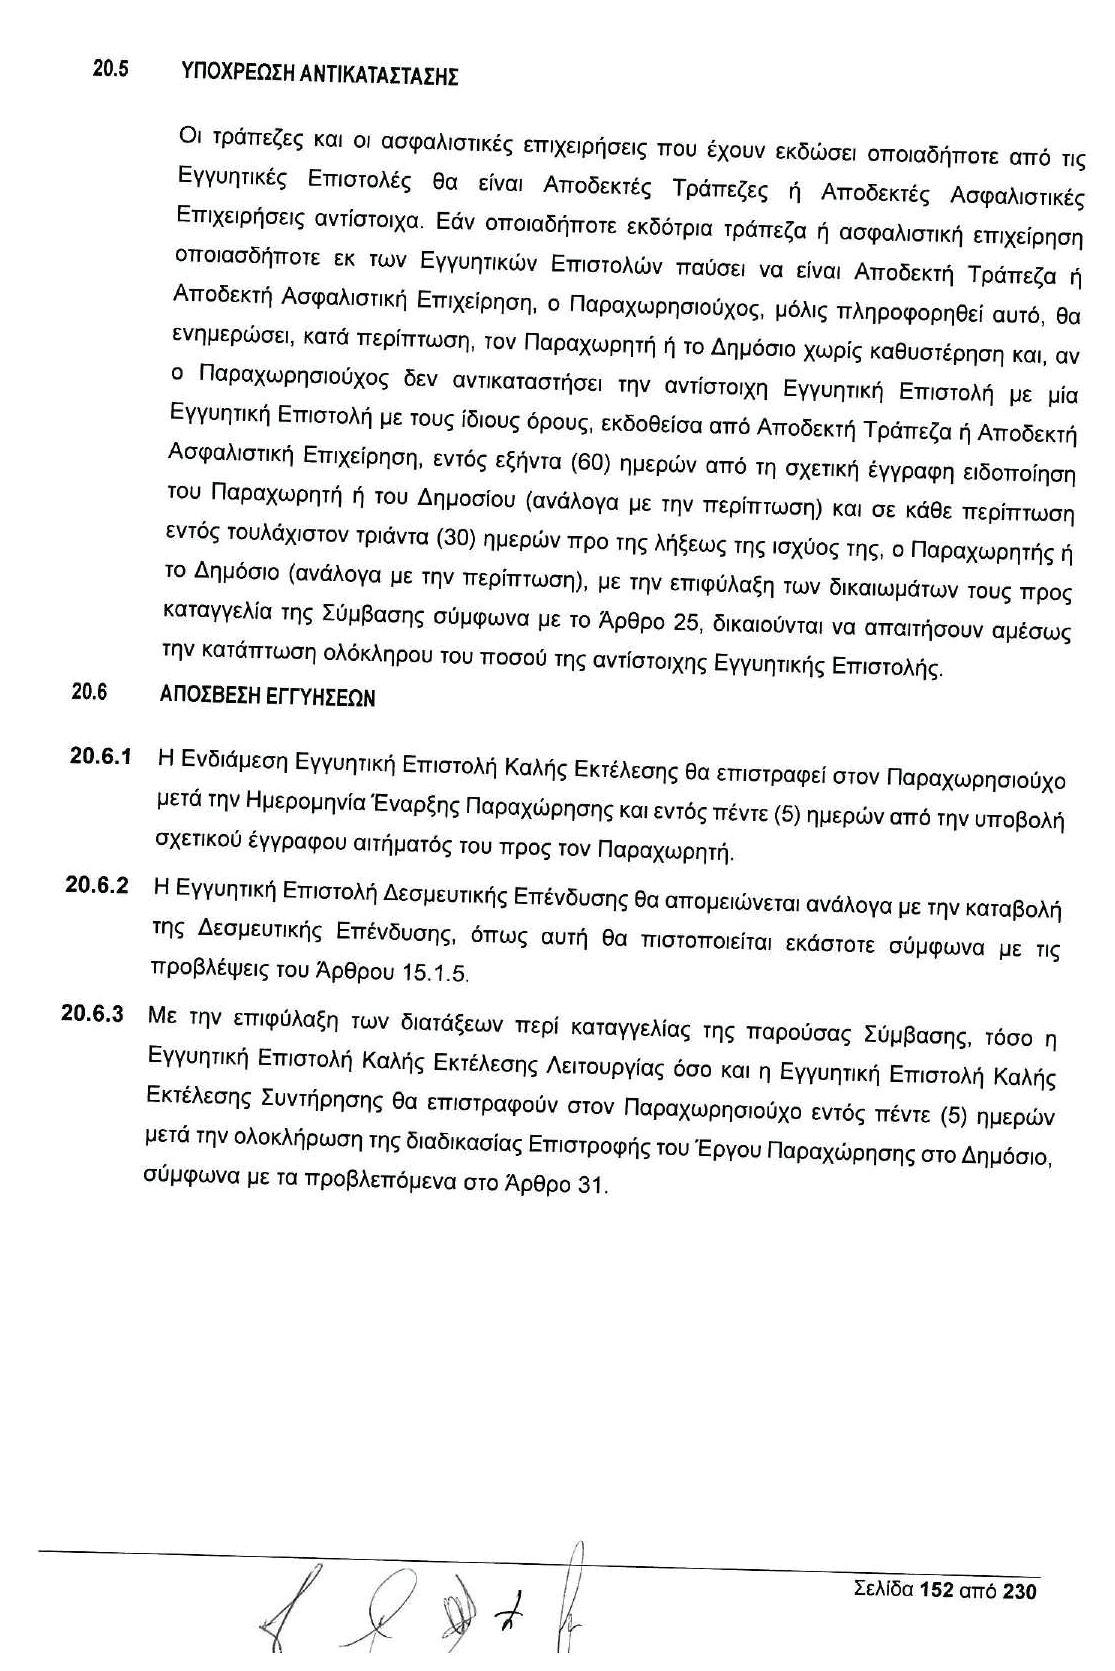 20.5 ΥΠΟΧΡΕΩΣΗ ΑΝΤΙΚΑΤΑΣΤΑΣΗΣ
Οι τράπεζες και οι ασφαλιστικές επιχειρήσεις που έχουν εκδώσει οποιαδήποτε από τις
Εγγυητικές Επιστολές θα είναι Αποδεκτές Τράπεζες ή Αποδεκτές Ασφαλιστικές
Επιχειρήσεις αντίστοιχα. Εάν οποιαδήποτε εκδότρια τράπεζα ή ασφαλιστική επιχείρηση
οποιασδήποτε εκ των Εγγυητικών Επιστολών παύσει να είναι Αποδεκτή Τράπεζα ή
Αποδεκτή Ασφαλιστική Επιχείρηση, ο Παραχωρησιούχος, μόλις πληροφορηθεί αυτό, θα
ενημερώσει, κατά περίπτωση, τον Παραχωρητή ή το Δημόσιο χωρίς καθυστέρηση και, αν
ο Παραχωρησιούχος δεν αντικαταστήσει την αντίστοιχη Εγγυητική Επιστολή με μία
Εγγυητική Επιστολή με τους ίδιους όρους, εκδοθείσα από Αποδεκτή Τράπεζα ή Αποδεκτή
Ασφαλιστική Επιχείρηση, εντός εξήντα (60) ημερών από τη σχετική έγγραφη ειδοποίηση
του Παραχωρητή ή του Δημοσίου (ανάλογα με την περίπτωση) και σε κάθε περίπτωση
εντός τουλάχιστον τριάντα (30) ημερών προ της λήξεως της ισχύος της, ο Παραχωρητής ή
το Δημόσιο (ανάλογα με την περίπτωση), με την επιφύλαξη των δικαιωμάτων τους προς
καταγγελία της Σύμβασης σύμφωνα με το Άρθρο 25, δικαιούνται να απαιτήσουν αμέσως
την κατάπτωση ολόκληρου του ποσού της αντίστοιχης Εγγυητικής Επιστολής.
20.6 ΑΠΟΣΒΕΣΗ ΕΓΓΥΗΣΕΩΝ
20.6.1 Η Ενδιάμεση Εγγυητική Επιστολή Καλής Εκτέλεσης θα επιστραφεί στον Παραχωρησιούχο
μετά την Ημερομηνία Έναρξης Παραχώρησης και εντός πέντε (5) ημερών από την υποβολή
σχετικού έγγραφου αιτήματός του προς τον Παραχωρητή.
20.6.2 Η Εγγυητική Επιστολή Δεσμευτικής Επένδυσης θα απομειώνεται ανάλογα με την καταβολή
της Δεσμευτικής Επένδυσης, όπως αυτή θα πιστοποιείται εκάστοτε σύμφωνα με τις
προβλέψεις του Άρθρου 15.1.5.
20.6.3 Με την επιφύλαξη των διατάξεων περί καταγγελίας της παρούσας Σύμβασης, τόσο η
Εγγυητική Επιστολή Καλής Εκτέλεσης Λειτουργίας όσο και η Εγγυητική Επιστολή Καλής
Εκτέλεσης Συντήρησης θα επιστραφούν στον Παραχωρησιούχο εντός πέντε (5) ημερών
μετά την ολοκλήρωση της διαδικασίας Επιστροφής του Έργου Παραχώρησης στο Δημόσιο,
σύμφωνα με τα προβλεπόμενα στο Άρθρο 31.
Σελίδα 152 από 230